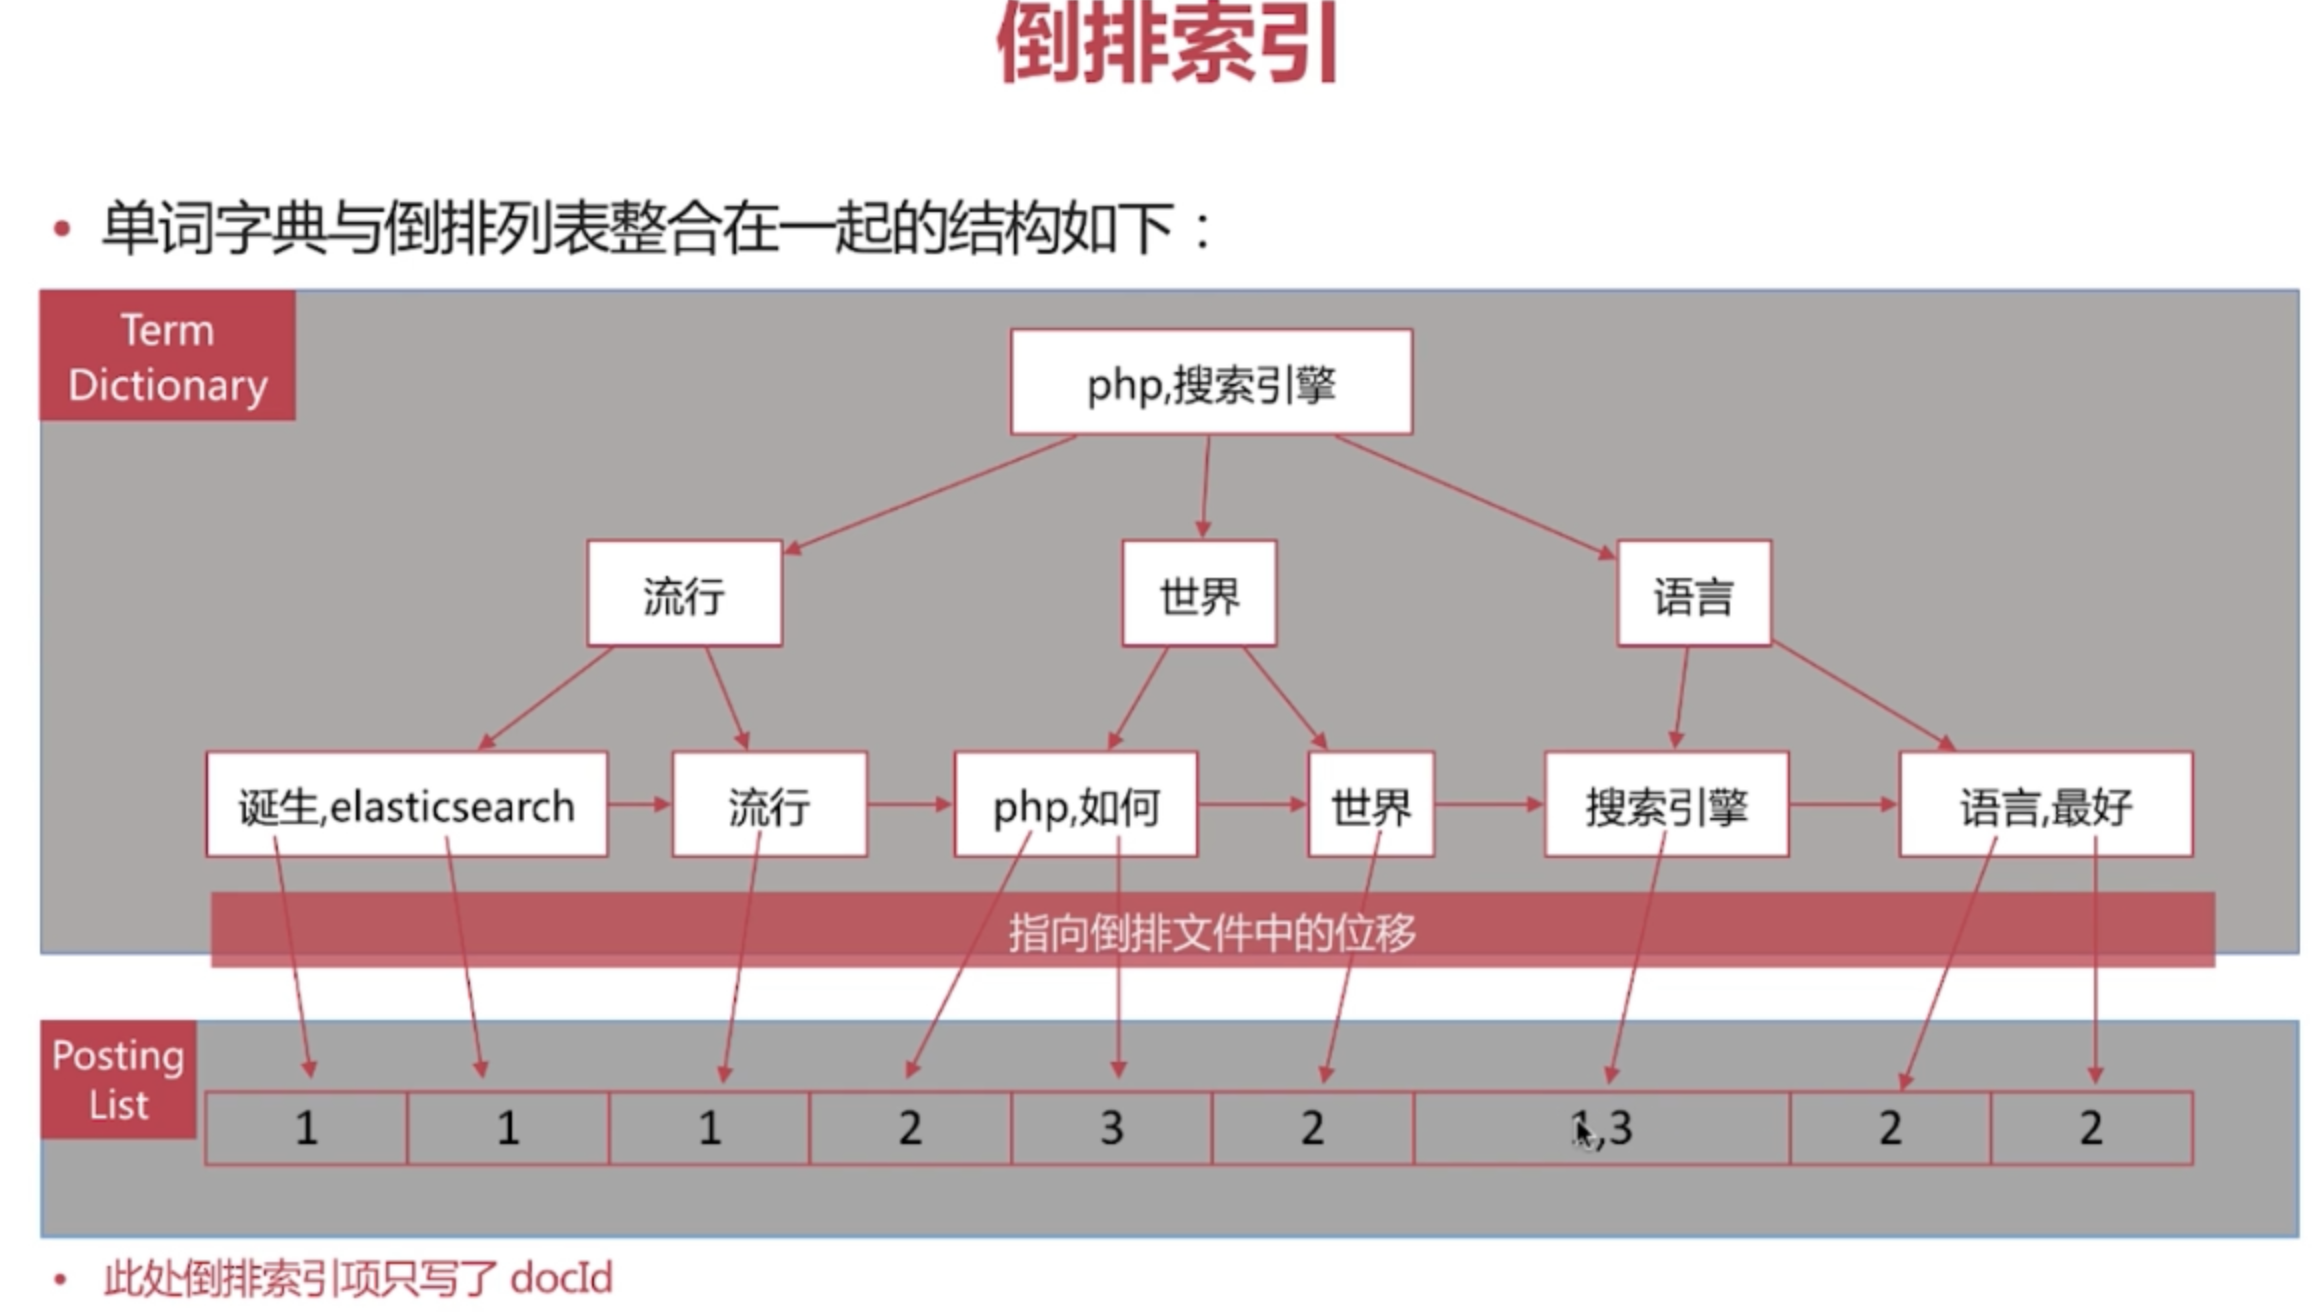 倒排索引
• 单词字典与倒排列表整合在一起的结构如下：
Term
Dictionary
php,搜索引擎
流行
世界
语言
诞生,elasticsearch
流行
php,如何
世界
搜索引擎
语言,最好
指向倒排文件中的位移
Posting
List
1
1
1
2
3
2
1,3
2
2
• 此处倒排索引项只写了 docId